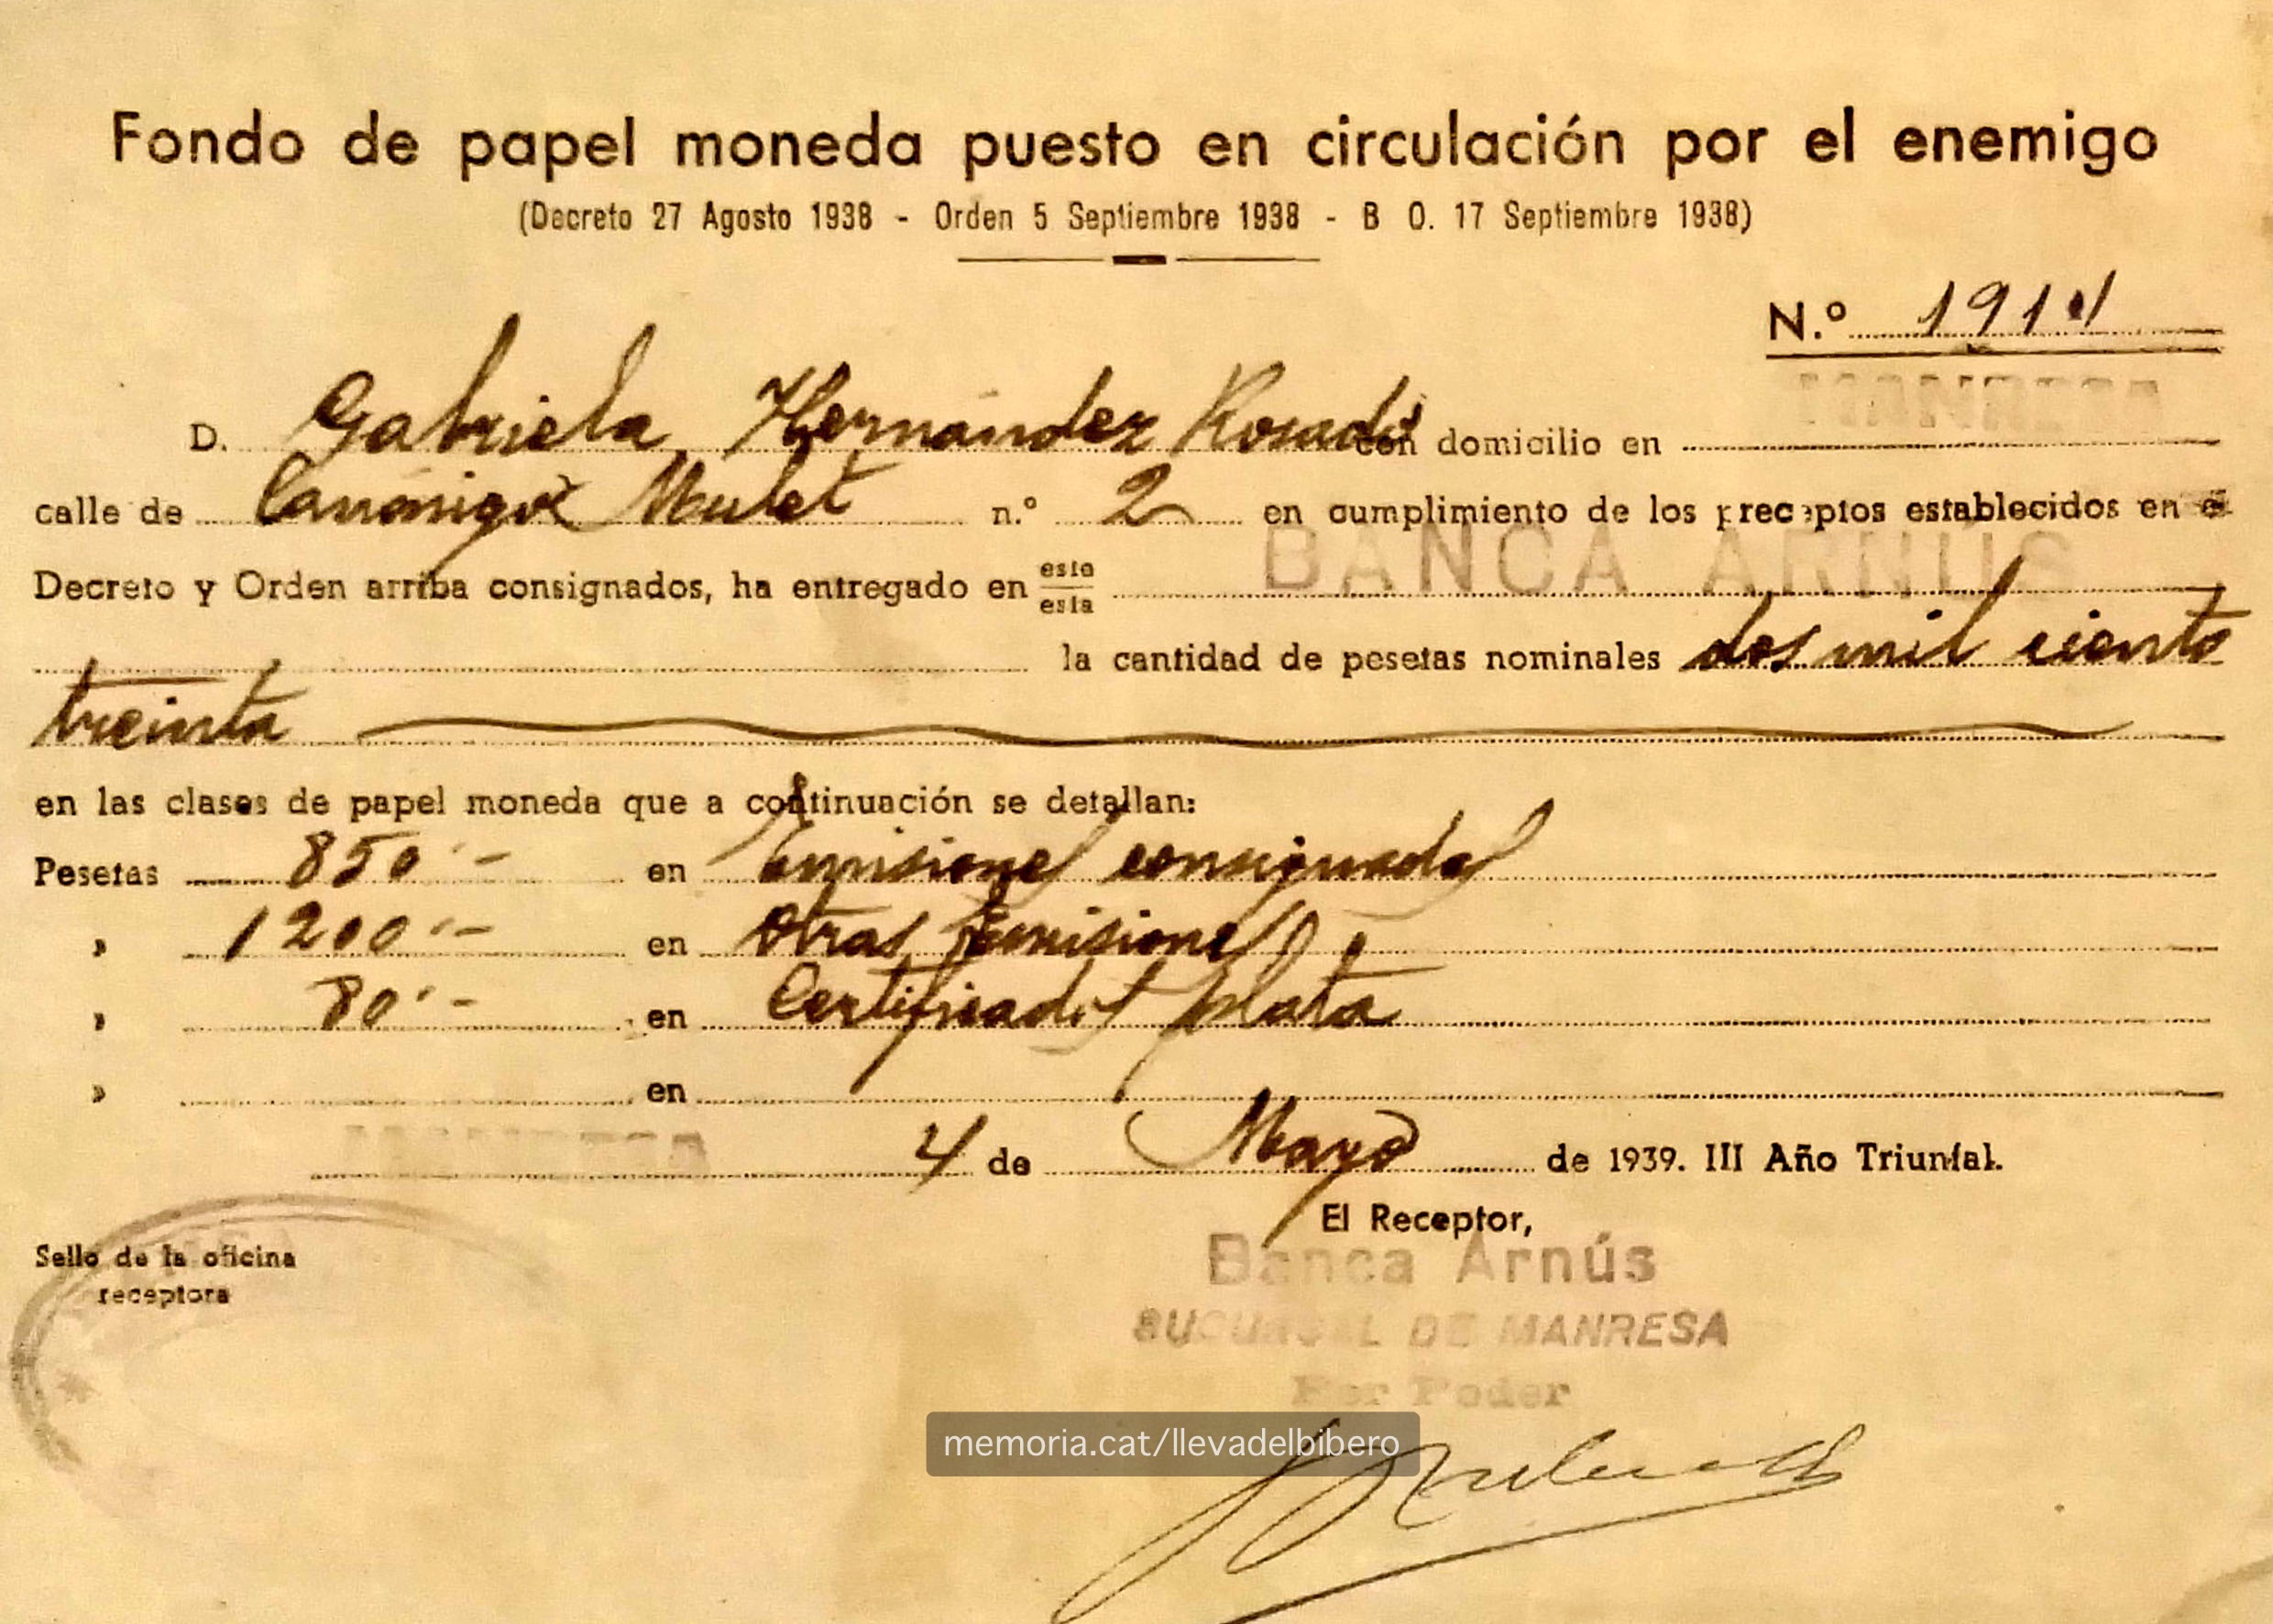 Fondo de papel moneda puesto en circulación por el enemigo
(Decreto 27 Agosto 1938 - Orden 5 Septiembre 1938 - B O. 17 Septiembre 1938)
N.º 1911
MANRESA
D. Gabriela Hernández Rosado con domicilio en
calle de Canónigo Mulet n.º 2 en cumplimiento de los preceptos establecidos en el
Decreto y Orden arriba consignados, ha entregado en este/esta BANCA ARNÚS
la cantidad de pesetas nominales dos mil ciento
treinta
en las clases de papel moneda que a continuación se detallan:
Pesetas 850'- en Emisiones consignadas
» 1200'- en Otras Emisiones
» 80'- en Certificados plata
» en
MANRESA 4 de Mayo de 1939. III Año Triunfal.
El Receptor,
Sello de la oficina
receptora
Banca Arnús
SUCURSAL DE MANRESA
Per Poder
memoria.cat/llevadelbibero